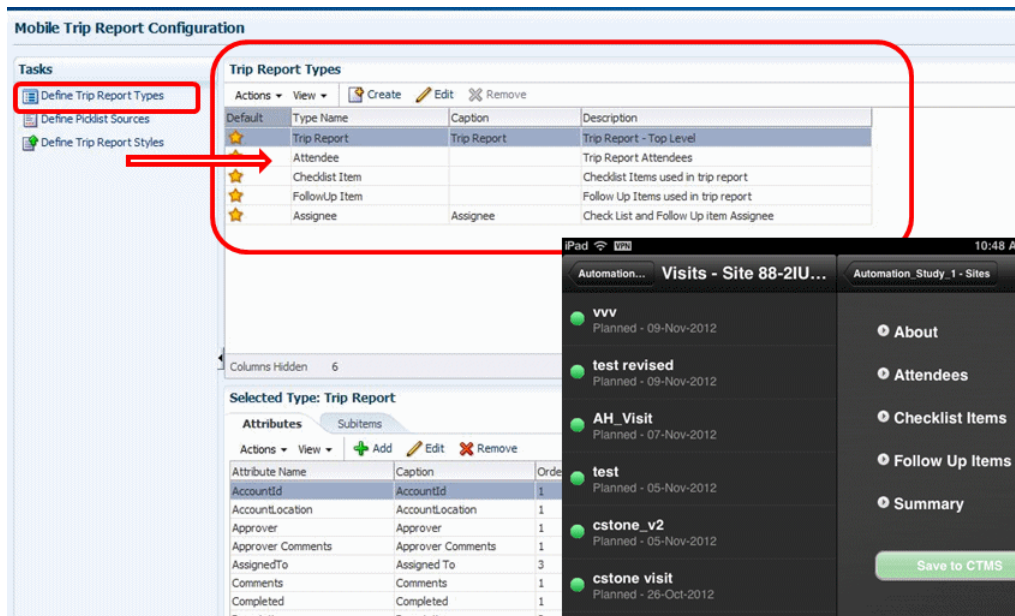 Mobile Trip Report Configuration
Tasks
Define Trip Report Types
Define Picklist Sources
Define Trip Report Styles
Trip Report Types
Actions View Create Edit Remove
Default Type Name Caption Description
Trip Report Trip Report Trip Report - Top Level
Attendee Trip Report Attendees
Checklist Item Checklist Items used in trip report
FollowUp Item Follow Up Items used in trip report
Assignee Assignee Check List and Follow Up item Assignee
Columns Hidden 6
Selected Type: Trip Report
Attributes Subitems
Actions View Add Edit Remove
Attribute Name Caption Orde
AccountId AccountId 1
AccountLocation AccountLocation 1
Approver Approver 1
Approver Comments Approver Comments 1
AssignedTo Assigned To 3
Comments Comments 1
Completed Completed 1
iPad VPN 10:48 A
Automation... Visits - Site 88-2IU... Automation_Study_1 - Sites
vvv
Planned - 09-Nov-2012
test revised
Planned - 09-Nov-2012
AH_Visit
Planned - 07-Nov-2012
test
Planned - 05-Nov-2012
cstone_v2
Planned - 05-Nov-2012
cstone visit
Planned - 26-Oct-2012
About
Attendees
Checklist Items
Follow Up Items
Summary
Save to CTMS